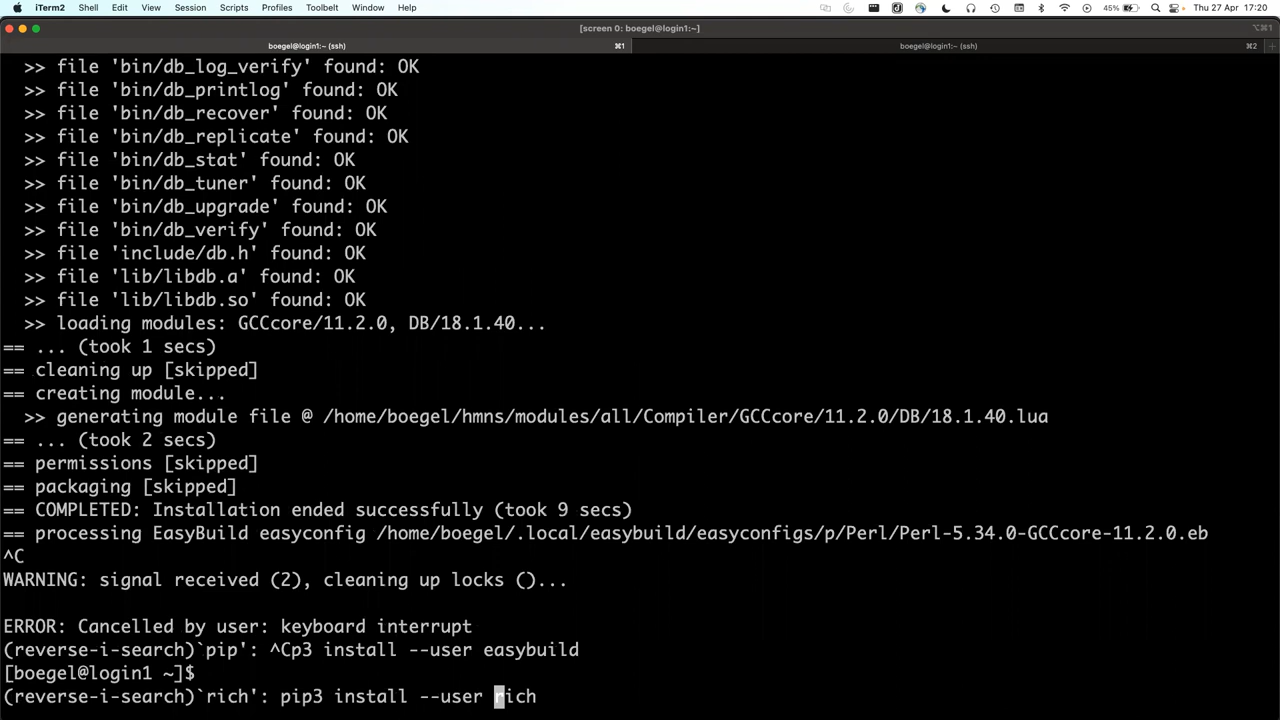 iTerm2 Shell Edit View Session Scripts Profiles Toolbelt Window Help 45% Thu 27 Apr 17:20
[screen 0: boegel@login1:~] ⌥⌘1
boegel@login1:~ (ssh) ⌘1 boegel@login1:~ (ssh) ⌘2 +
>> file 'bin/db_log_verify' found: OK
>> file 'bin/db_printlog' found: OK
>> file 'bin/db_recover' found: OK
>> file 'bin/db_replicate' found: OK
>> file 'bin/db_stat' found: OK
>> file 'bin/db_tuner' found: OK
>> file 'bin/db_upgrade' found: OK
>> file 'bin/db_verify' found: OK
>> file 'include/db.h' found: OK
>> file 'lib/libdb.a' found: OK
>> file 'lib/libdb.so' found: OK
>> loading modules: GCCcore/11.2.0, DB/18.1.40...
== ... (took 1 secs)
== cleaning up [skipped]
== creating module...
>> generating module file @ /home/boegel/hmns/modules/all/Compiler/GCCcore/11.2.0/DB/18.1.40.lua
== ... (took 2 secs)
== permissions [skipped]
== packaging [skipped]
== COMPLETED: Installation ended successfully (took 9 secs)
== processing EasyBuild easyconfig /home/boegel/.local/easybuild/easyconfigs/p/Perl/Perl-5.34.0-GCCcore-11.2.0.eb
^C
WARNING: signal received (2), cleaning up locks ()...
ERROR: Cancelled by user: keyboard interrupt
(reverse-i-search)`pip': ^Cp3 install --user easybuild
[boegel@login1 ~]$
(reverse-i-search)`rich': pip3 install --user rich